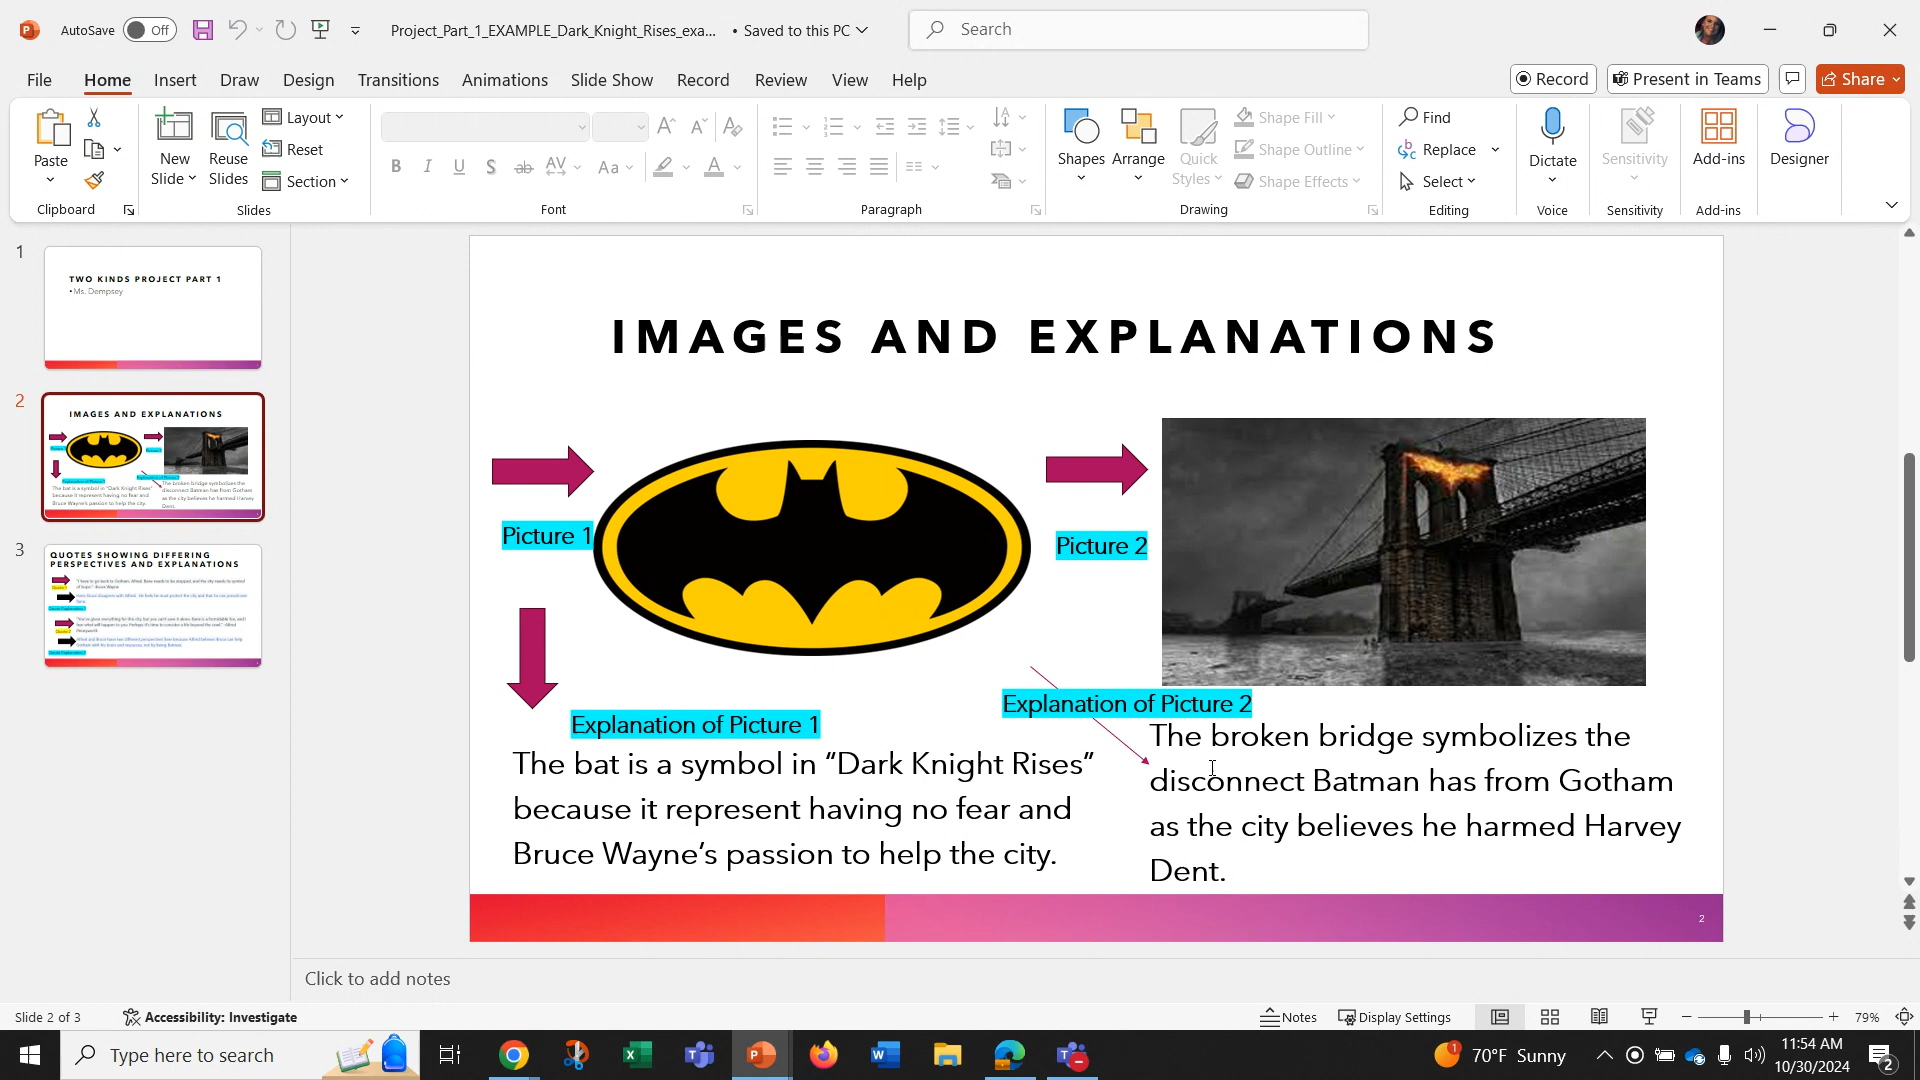 AutoSave Off Project_Part_1_EXAMPLE_Dark_Knight_Rises_exa... • Saved to this PC Search
File Home Insert Draw Design Transitions Animations Slide Show Record Review View Help Record Present in Teams Share
Paste New Slide Reuse Slides Layout Reset Section
Shapes Arrange Quick Styles Shape Fill Shape Outline Shape Effects Find Replace Select Dictate Sensitivity Add-ins Designer
Clipboard Slides Font Paragraph Drawing Editing Voice Sensitivity Add-ins
1
TWO KINDS PROJECT PART 1
• Ms. Dempsey
2
IMAGES AND EXPLANATIONS
3
QUOTES SHOWING DIFFERING
PERSPECTIVES AND EXPLANATIONS
IMAGES AND EXPLANATIONS
Picture 1
Picture 2
Explanation of Picture 1
The bat is a symbol in “Dark Knight Rises”
because it represent having no fear and
Bruce Wayne’s passion to help the city.
Explanation of Picture 2
The broken bridge symbolizes the
disconnect Batman has from Gotham
as the city believes he harmed Harvey
Dent.
2
Click to add notes
Slide 2 of 3 Accessibility: Investigate Notes Display Settings 79%
Type here to search 70°F Sunny 11:54 AM
10/30/2024
2